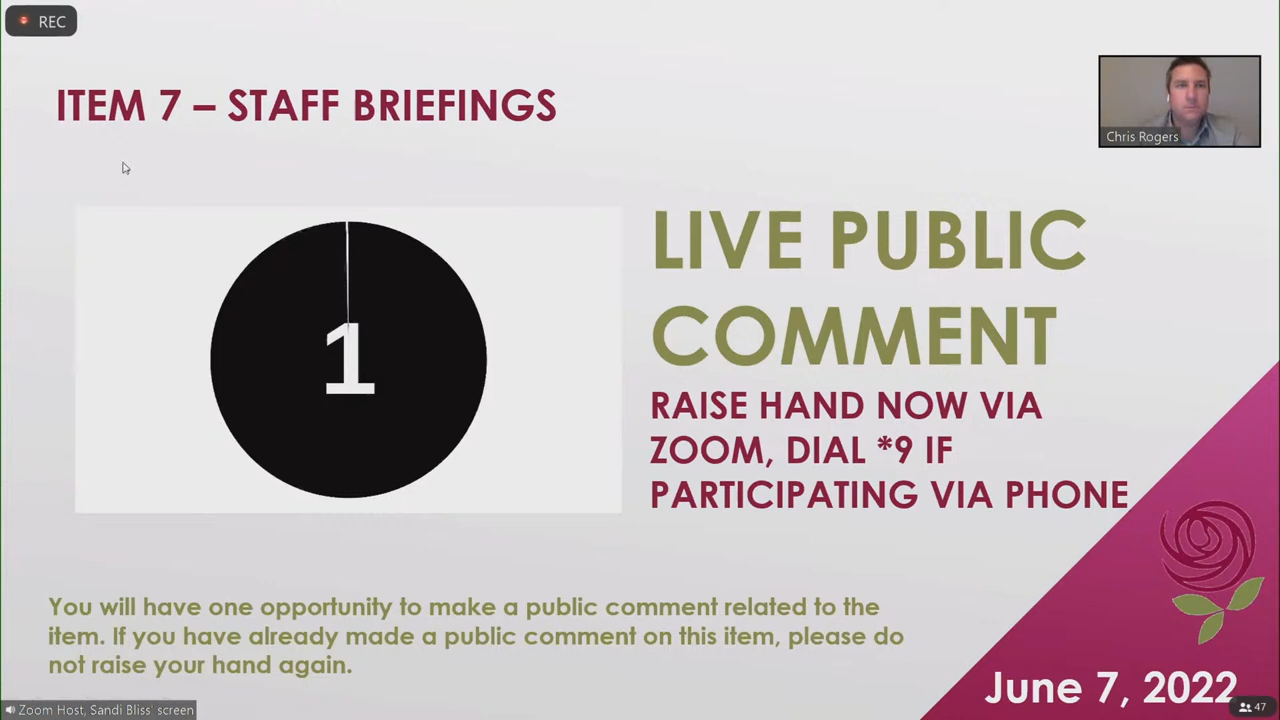 REC
ITEM 7 – STAFF BRIEFINGS
Chris Rogers
1
LIVE PUBLIC
COMMENT
RAISE HAND NOW VIA
ZOOM, DIAL *9 IF
PARTICIPATING VIA PHONE
You will have one opportunity to make a public comment related to the
item. If you have already made a public comment on this item, please do
not raise your hand again.
June 7, 2022
Zoom Host, Sandi Bliss' screen
47